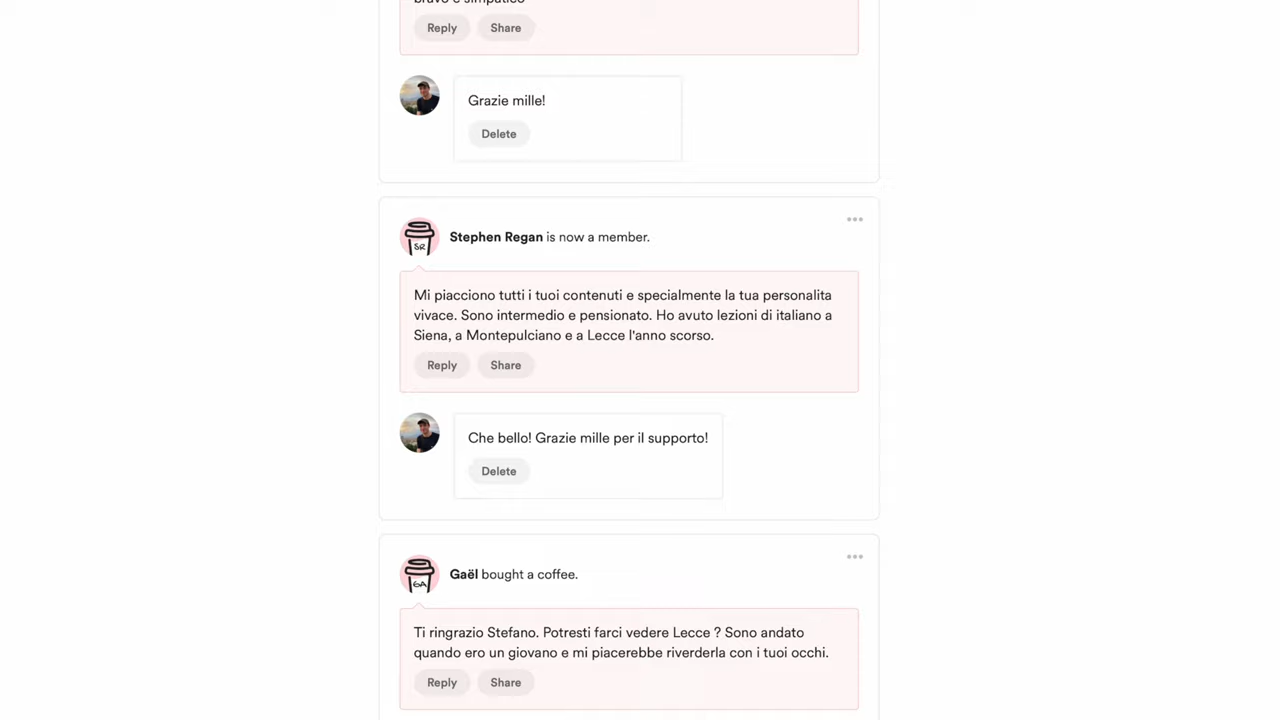 Reply Share
Grazie mille!
Delete
SR
Stephen Regan is now a member.
Mi piacciono tutti i tuoi contenuti e specialmente la tua personalita
vivace. Sono intermedio e pensionato. Ho avuto lezioni di italiano a
Siena, a Montepulciano e a Lecce l'anno scorso.
Reply Share
Che bello! Grazie mille per il supporto!
Delete
GA
Gaël bought a coffee.
Ti ringrazio Stefano. Potresti farci vedere Lecce ? Sono andato
quando ero un giovano e mi piacerebbe riverderla con i tuoi occhi.
Reply Share